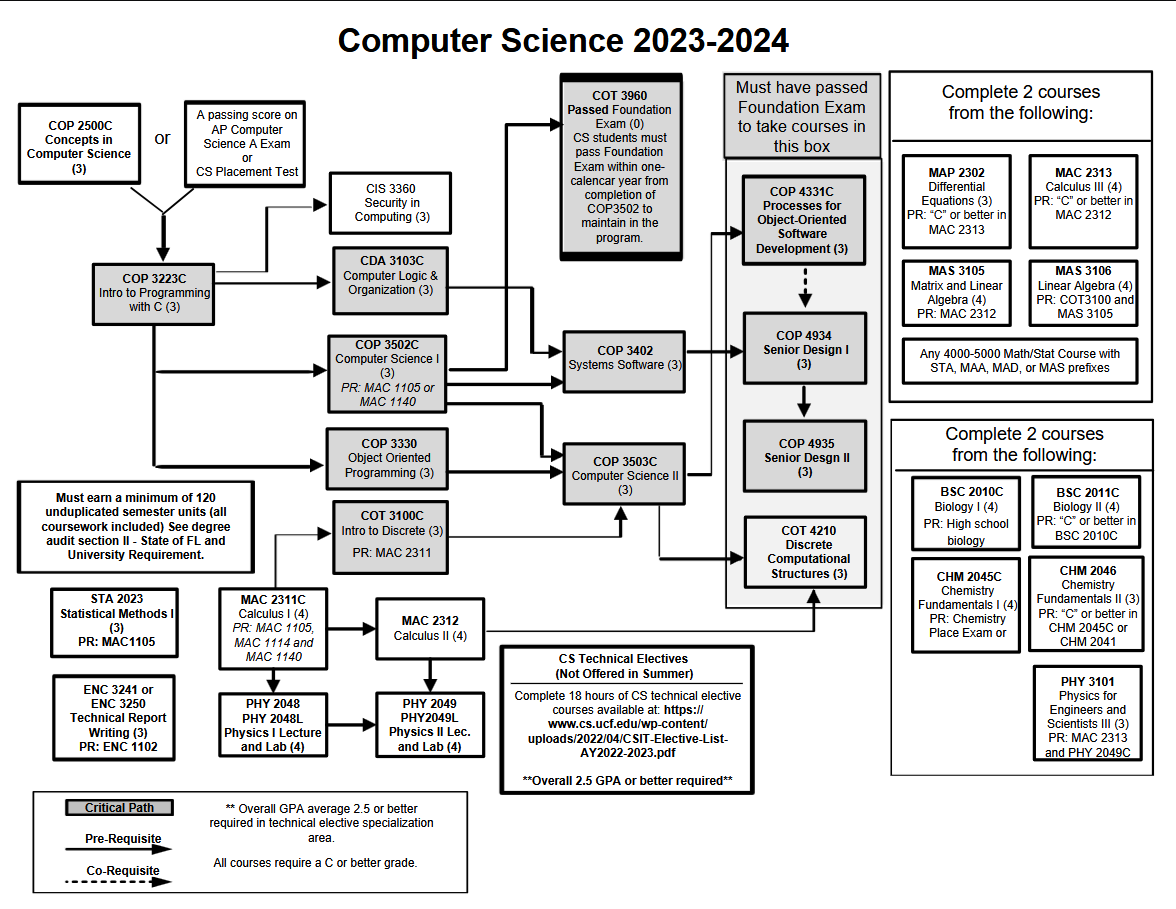 Computer Science 2023-2024
COP 2500C
Concepts in
Computer Science
(3)
or
A passing score on
AP Computer
Science A Exam
or
CS Placement Test
COP 3223C
Intro to Programming
with C (3)
CIS 3360
Security in
Computing (3)
CDA 3103C
Computer Logic &
Organization (3)
COP 3502C
Computer Science I
(3)
PR: MAC 1105 or
MAC 1140
COP 3330
Object Oriented
Programming (3)
COT 3100C
Intro to Discrete (3)
PR: MAC 2311
COT 3960
Passed Foundation
Exam (0)
CS students must
pass Foundation
Exam within one-
calencar year from
completion of
COP3502 to
maintain in the
program.
COP 3402
Systems Software (3)
COP 3503C
Computer Science II
(3)
Must have passed
Foundation Exam
to take courses in
this box
COP 4331C
Processes for
Object-Oriented
Software
Development (3)
COP 4934
Senior Design I
(3)
COP 4935
Senior Desgn II
(3)
COT 4210
Discrete
Computational
Structures (3)
Complete 2 courses
from the following:
MAP 2302
Differential
Equations (3)
PR: “C” or better in
MAC 2313
MAC 2313
Calculus III (4)
PR: “C” or better in
MAC 2312
MAS 3105
Matrix and Linear
Algebra (4)
PR: MAC 2312
MAS 3106
Linear Algebra (4)
PR: COT3100 and
MAS 3105
Any 4000-5000 Math/Stat Course with
STA, MAA, MAD, or MAS prefixes
Complete 2 courses
from the following:
BSC 2010C
Biology I (4)
PR: High school
biology
BSC 2011C
Biology II (4)
PR: “C” or better in
BSC 2010C
CHM 2045C
Chemistry
Fundamentals I (4)
PR: Chemistry
Place Exam or
CHM 2046
Chemistry
Fundamentals II (3)
PR: “C” or better in
CHM 2045C or
CHM 2041
PHY 3101
Physics for
Engineers and
Scientists III (3)
PR: MAC 2313
and PHY 2049C
Must earn a minimum of 120
unduplicated semester units (all
coursework included) See degree
audit section II - State of FL and
University Requirement.
STA 2023
Statistical Methods I
(3)
PR: MAC1105
MAC 2311C
Calculus I (4)
PR: MAC 1105,
MAC 1114 and
MAC 1140
MAC 2312
Calculus II (4)
ENC 3241 or
ENC 3250
Technical Report
Writing (3)
PR: ENC 1102
PHY 2048
PHY 2048L
Physics I Lecture
and Lab (4)
PHY 2049
PHY2049L
Physics II Lec.
and Lab (4)
CS Technical Electives
(Not Offered in Summer)
Complete 18 hours of CS technical elective
courses available at: https://
www.cs.ucf.edu/wp-content/
uploads/2022/04/CSIT-Elective-List-
AY2022-2023.pdf
**Overall 2.5 GPA or better required**
Critical Path
Pre-Requisite
Co-Requisite
** Overall GPA average 2.5 or better
required in technical elective specialization
area.
All courses require a C or better grade.